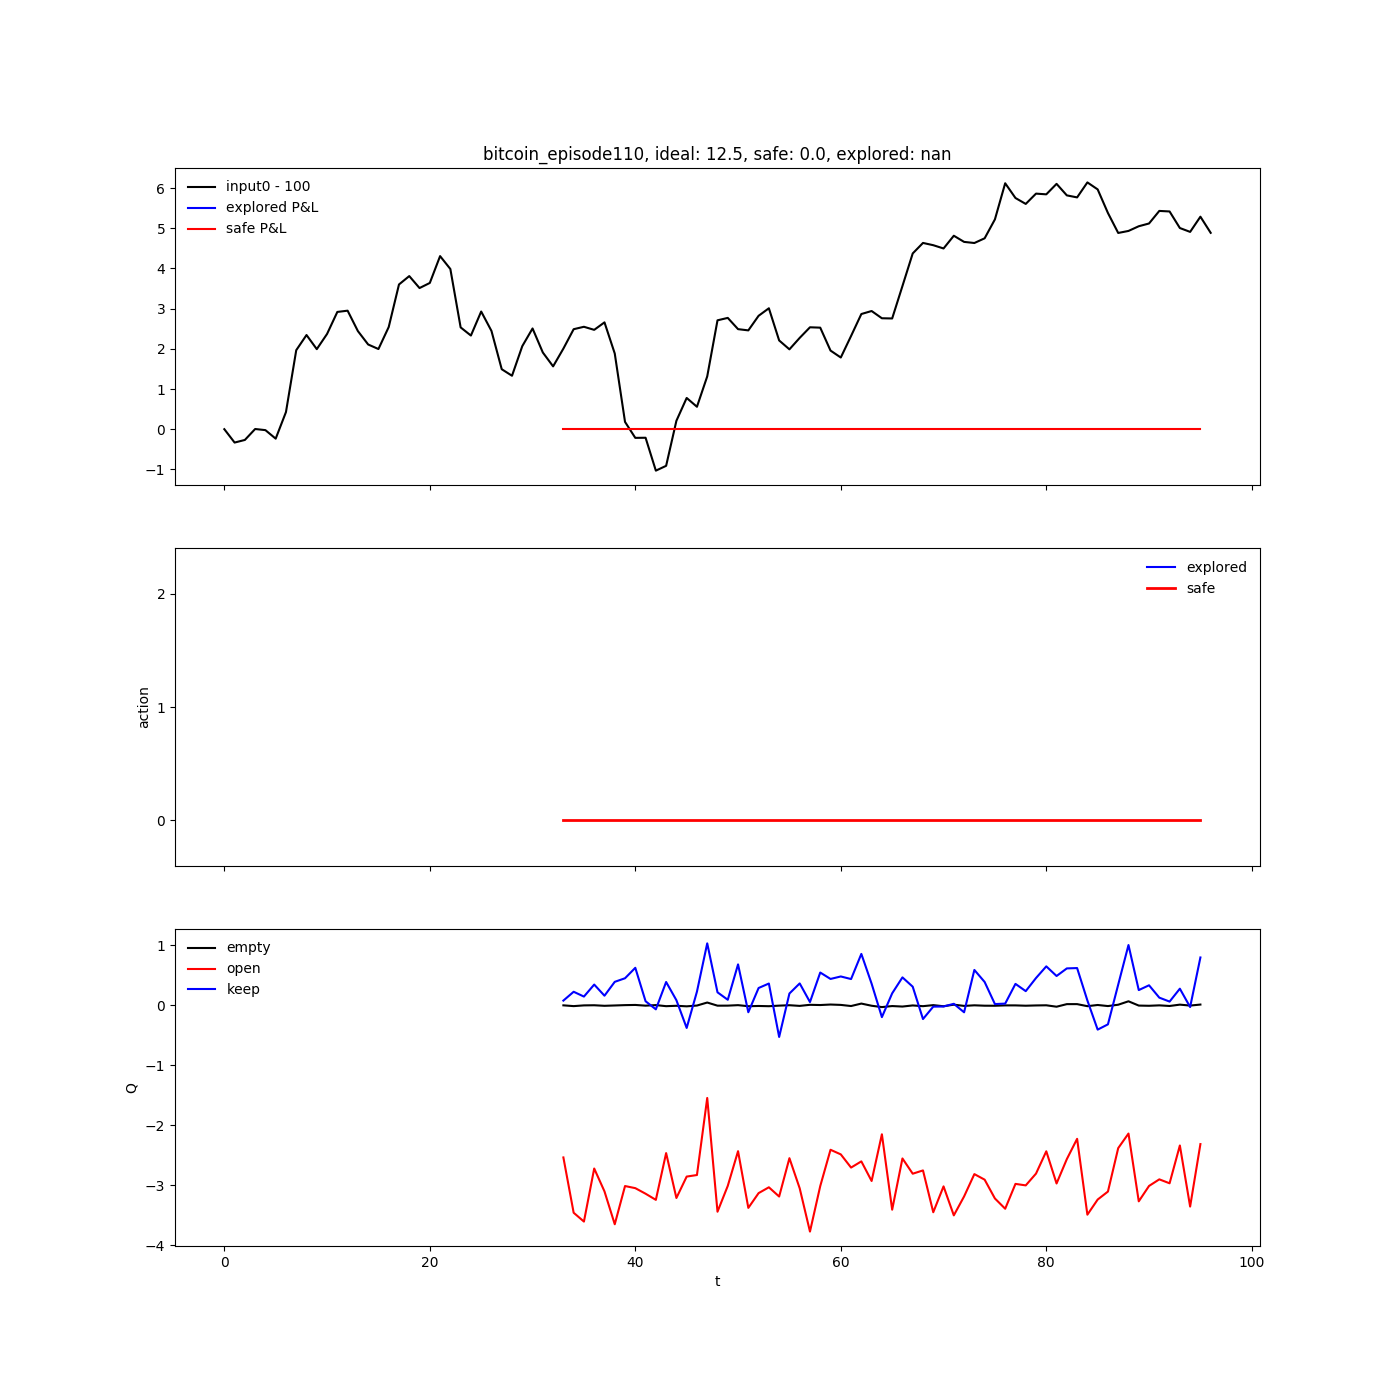 bitcoin_episode110, ideal: 12.5, safe: 0.0, explored: nan
input0 - 100
explored P&L
safe P&L
6
5
4
3
2
1
0
−1
explored
safe
action
2
1
0
empty
open
keep
Q
1
0
−1
−2
−3
−4
0 20 40 60 80 100
t